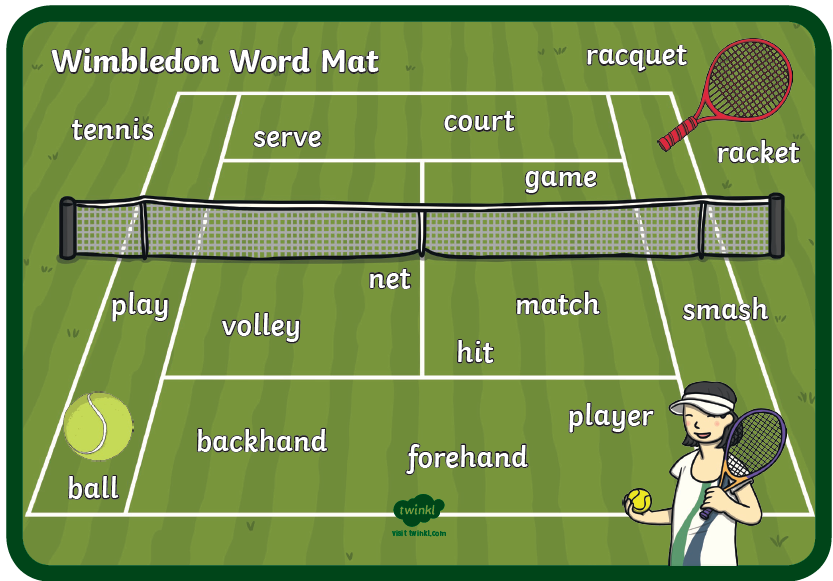 Wimbledon Word Mat
racquet
tennis
serve
court
racket
game
net
play
volley
match
smash
hit
player
backhand
forehand
ball
twinkl
visit twinkl.com